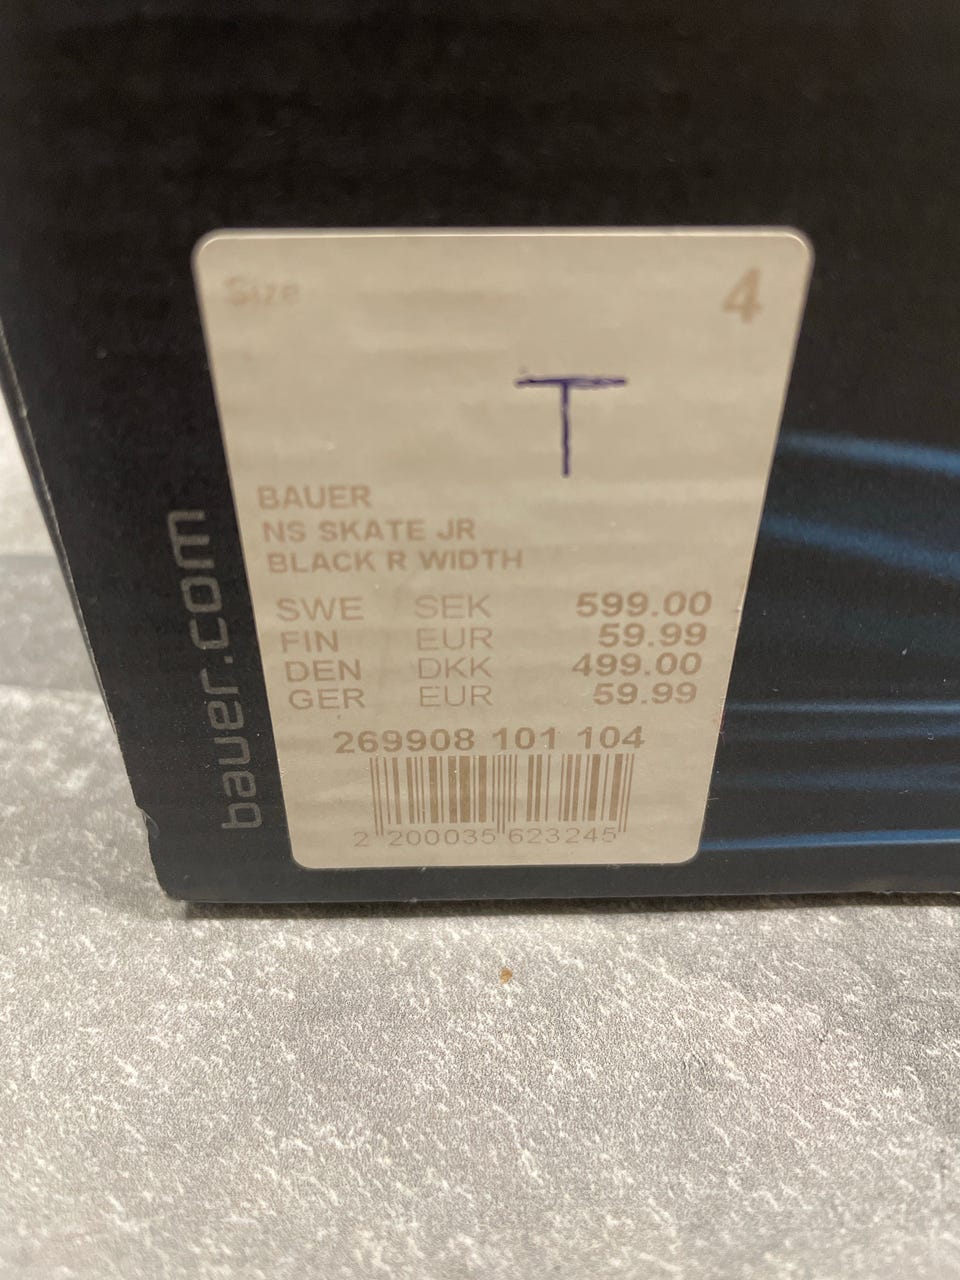 Size 4
T
BAUER
NS SKATE JR
BLACK R WIDTH
SWE SEK 599.00
FIN EUR 59.99
DEN DKK 499.00
GER EUR 59.99
269908 101 104
2 200035 623245
bauer.com